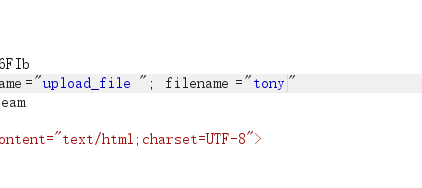 6FIb
ame="upload_file "; filename ="tony"
eam
ontent="text/html;charset=UTF-8">